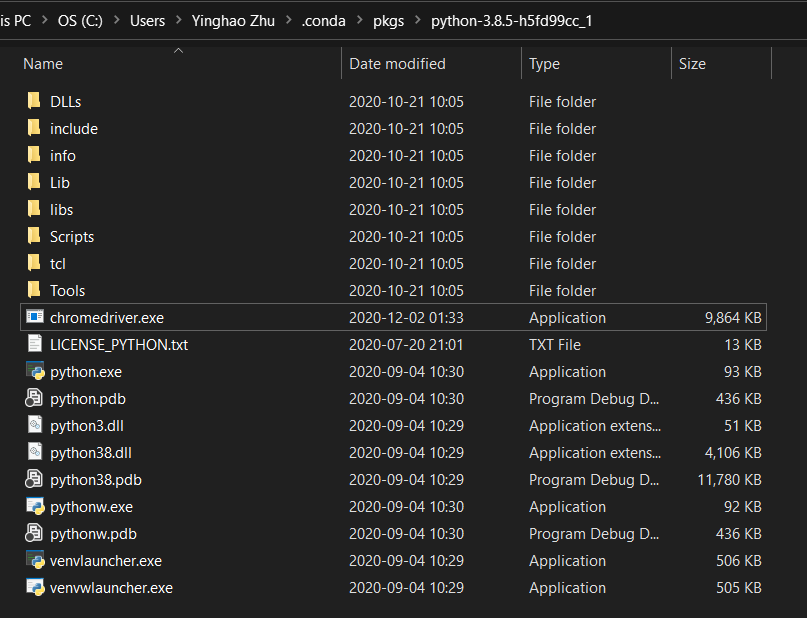 is PC > OS (C:) > Users > Yinghao Zhu > .conda > pkgs > python-3.8.5-h5fd99cc_1
Name Date modified Type Size
DLLs 2020-10-21 10:05 File folder
include 2020-10-21 10:05 File folder
info 2020-10-21 10:05 File folder
Lib 2020-10-21 10:05 File folder
libs 2020-10-21 10:05 File folder
Scripts 2020-10-21 10:05 File folder
tcl 2020-10-21 10:05 File folder
Tools 2020-10-21 10:05 File folder
chromedriver.exe 2020-12-02 01:33 Application 9,864 KB
LICENSE_PYTHON.txt 2020-07-20 21:01 TXT File 13 KB
python.exe 2020-09-04 10:30 Application 93 KB
python.pdb 2020-09-04 10:30 Program Debug D... 436 KB
python3.dll 2020-09-04 10:29 Application extens... 51 KB
python38.dll 2020-09-04 10:29 Application extens... 4,106 KB
python38.pdb 2020-09-04 10:29 Program Debug D... 11,780 KB
pythonw.exe 2020-09-04 10:30 Application 92 KB
pythonw.pdb 2020-09-04 10:30 Program Debug D... 436 KB
venvlauncher.exe 2020-09-04 10:29 Application 506 KB
venvwlauncher.exe 2020-09-04 10:29 Application 505 KB